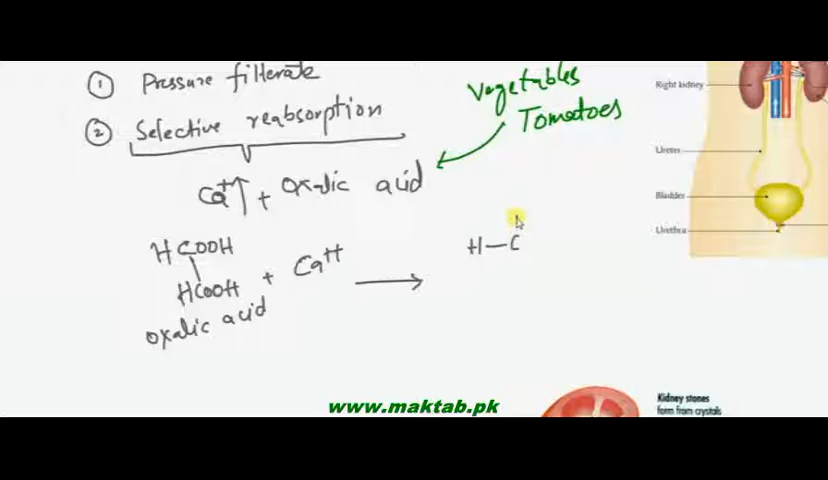 ① Pressure filterate
② Selective reabsorption
Ca++ ↑ + Oxalic acid
Vegetables
Tomatoes
HCOOH
HCOOH + Ca++ → H—C
oxalic acid
Right kidney
Ureter
Bladder
Urethra
Kidney stones
form from crystals
www.maktab.pk